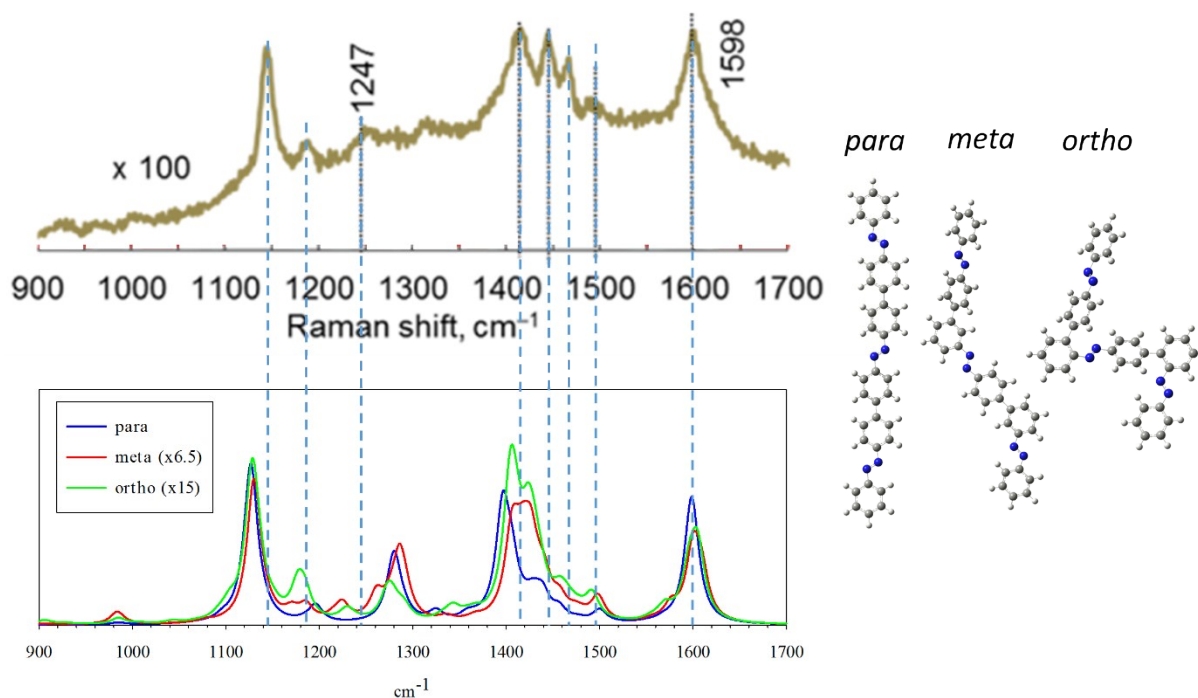 1247
1598
x 100
900 1000 1100 1200 1300 1400 1500 1600 1700
Raman shift, cm⁻¹
para meta ortho
para
meta (x6.5)
ortho (x15)
900 1000 1100 1200 1300 1400 1500 1600 1700
cm⁻¹